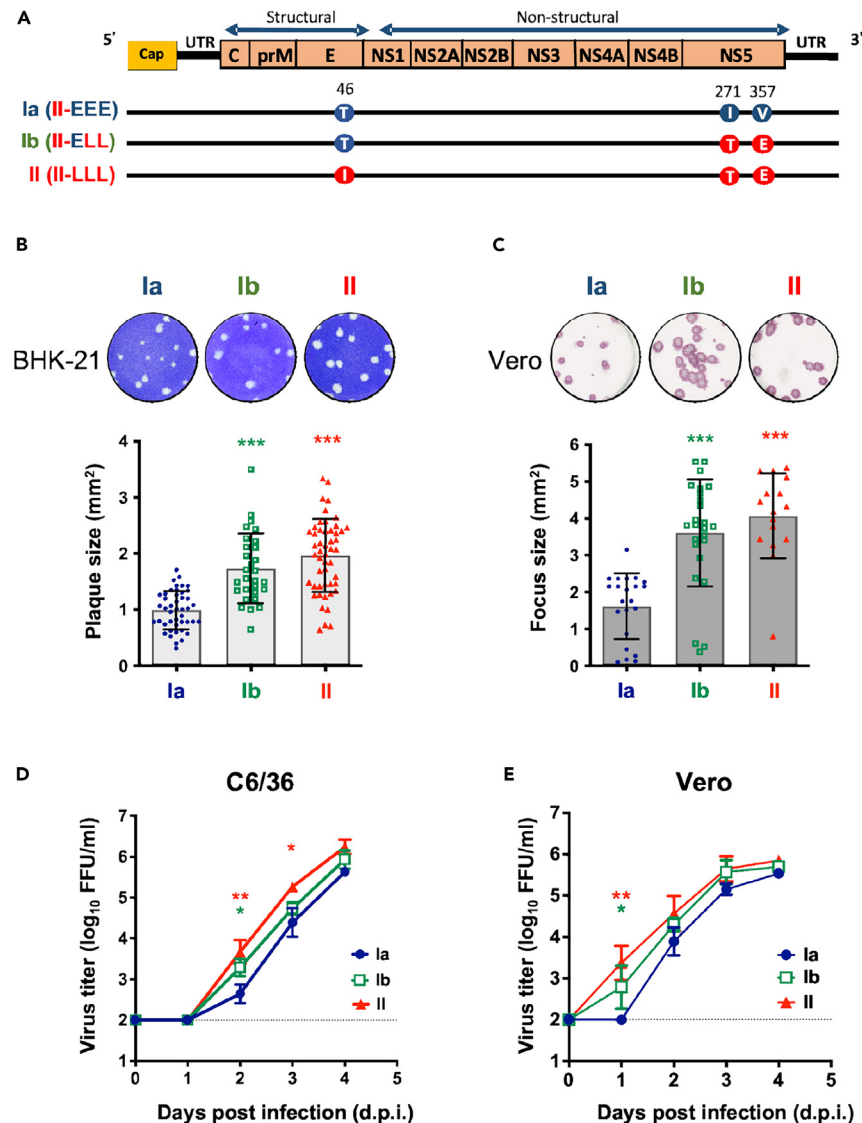 A
Structural
Non-structural
5’
3’
Cap
UTR
C
prM
E
NS1
NS2A
NS2B
NS3
NS4A
NS4B
NS5
UTR
46
271
357
Ia (II-EEE)
T
I
V
Ib (II-ELL)
T
T
E
II (II-LLL)
I
T
E
B
Ia
Ib
II
BHK-21
***
***
4
3
2
1
0
Plaque size (mm²)
Ia
Ib
II
C
Ia
Ib
II
Vero
***
***
6
5
4
3
2
1
0
Focus size (mm²)
Ia
Ib
II
D
C6/36
7
6
5
4
3
2
1
Virus titer (log₁₀ FFU/ml)
**
*
*
Ia
Ib
II
0
1
2
3
4
5
Days post infection (d.p.i.)
E
Vero
7
6
5
4
3
2
1
Virus titer (log₁₀ FFU/ml)
**
*
Ia
Ib
II
0
1
2
3
4
5
Days post infection (d.p.i.)